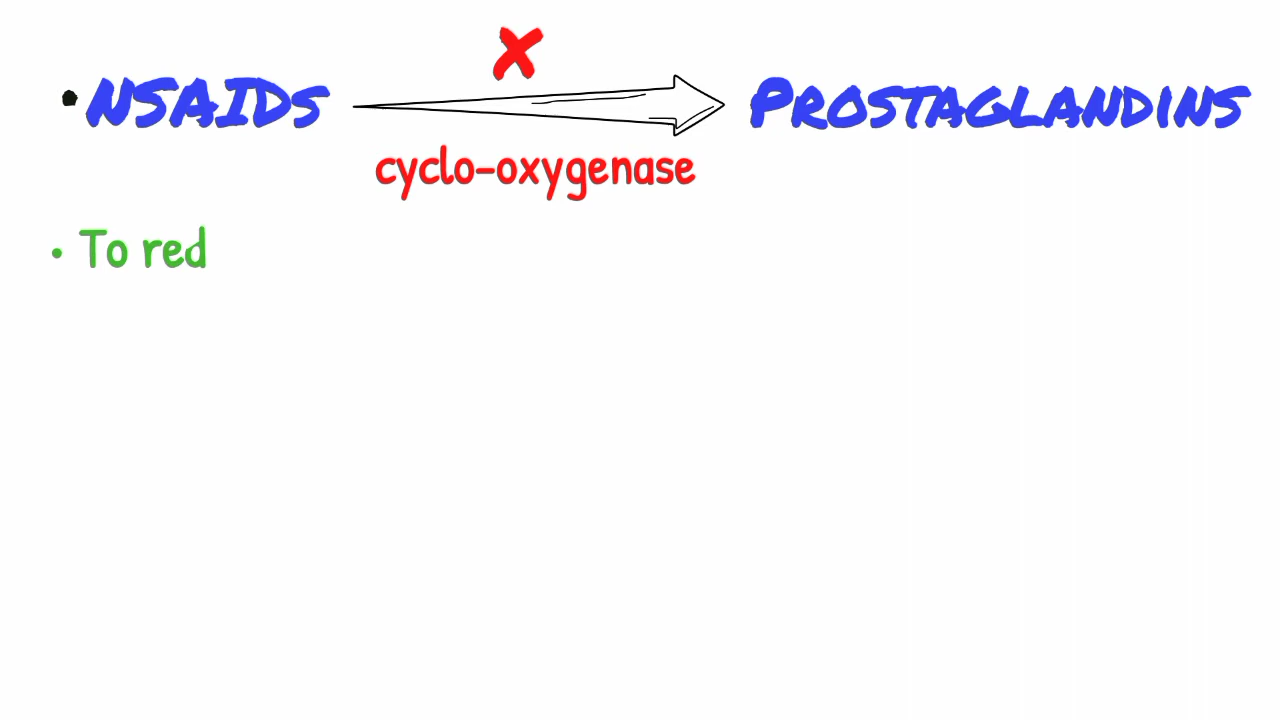 • NSAIDs ✘ Prostaglandins
cyclo-oxygenase
• To red